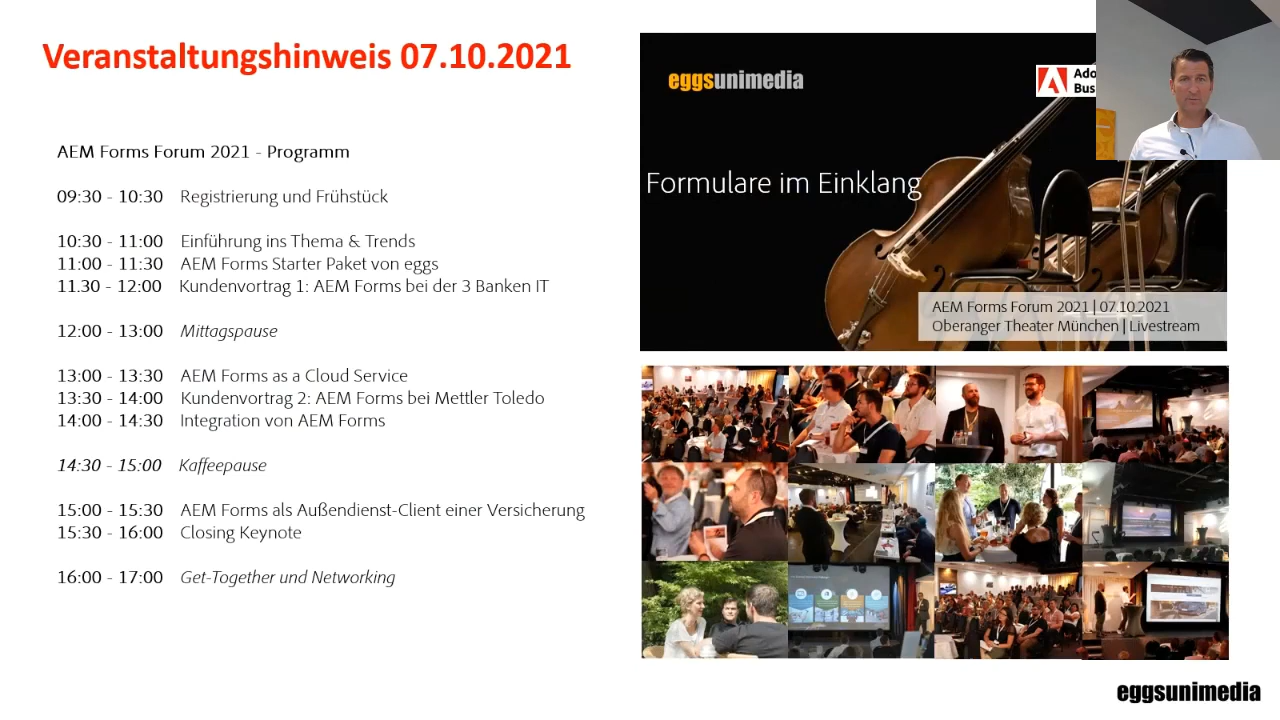 Veranstaltungshinweis 07.10.2021
AEM Forms Forum 2021 - Programm
09:30 - 10:30 Registrierung und Frühstück
10:30 - 11:00 Einführung ins Thema & Trends
11:00 - 11:30 AEM Forms Starter Paket von eggs
11.30 - 12:00 Kundenvortrag 1: AEM Forms bei der 3 Banken IT
12:00 - 13:00 Mittagspause
13:00 - 13:30 AEM Forms as a Cloud Service
13:30 - 14:00 Kundenvortrag 2: AEM Forms bei Mettler Toledo
14:00 - 14:30 Integration von AEM Forms
14:30 - 15:00 Kaffeepause
15:00 - 15:30 AEM Forms als Außendienst-Client einer Versicherung
15:30 - 16:00 Closing Keynote
16:00 - 17:00 Get-Together und Networking
eggsunimedia
Ado
Bus
Formulare im Einklang
AEM Forms Forum 2021 | 07.10.2021
Oberanger Theater München | Livestream
eggsunimedia